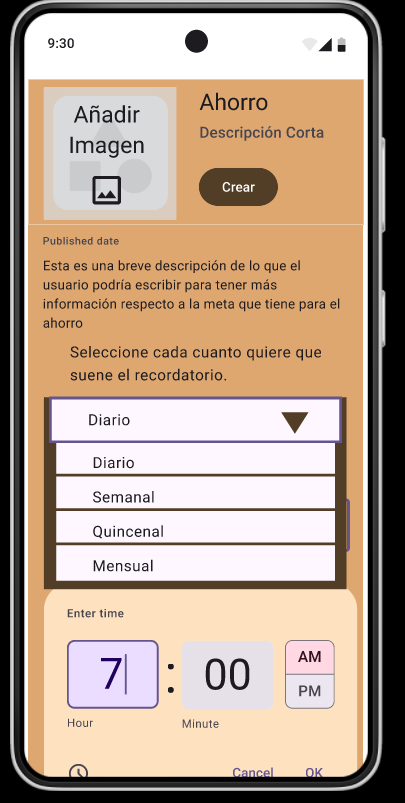 9:30
Añadir
Imagen
Ahorro
Descripción Corta
Crear
Published date
Esta es una breve descripción de lo que el
usuario podría escribir para tener más
información respecto a la meta que tiene para el
ahorro
Seleccione cada cuanto quiere que
suene el recordatorio.
Diario
Diario
Semanal
Quincenal
Mensual
Enter time
7 : 00
AM
PM
Hour Minute
Cancel OK